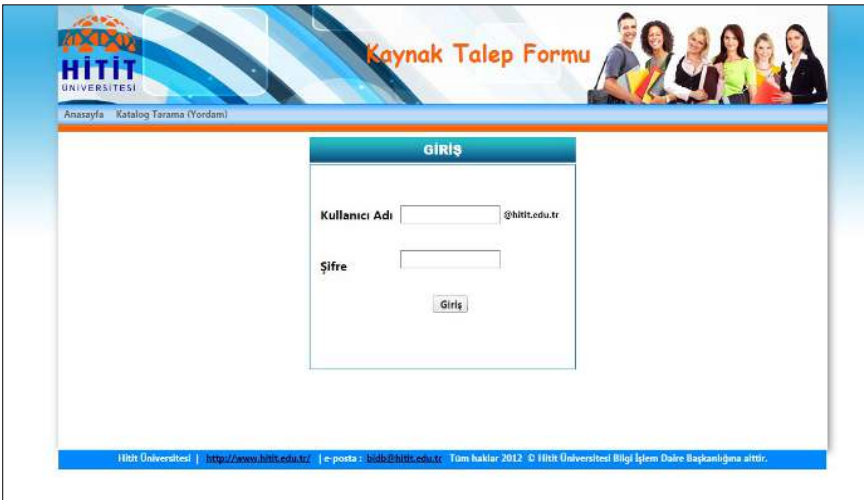 HİTİT
ÜNİVERSİTESİ
Kaynak Talep Formu
Anasayfa Katalog Tarama (Yordam)
GİRİŞ
Kullanıcı Adı @hitit.edu.tr
Şifre
Giriş
Hitit Üniversitesi | http://www.hitit.edu.tr/ | e-posta : bidb@hitit.edu.tr Tüm haklar 2012 © Hitit Üniversitesi Bilgi İşlem Daire Başkanlığına aittir.